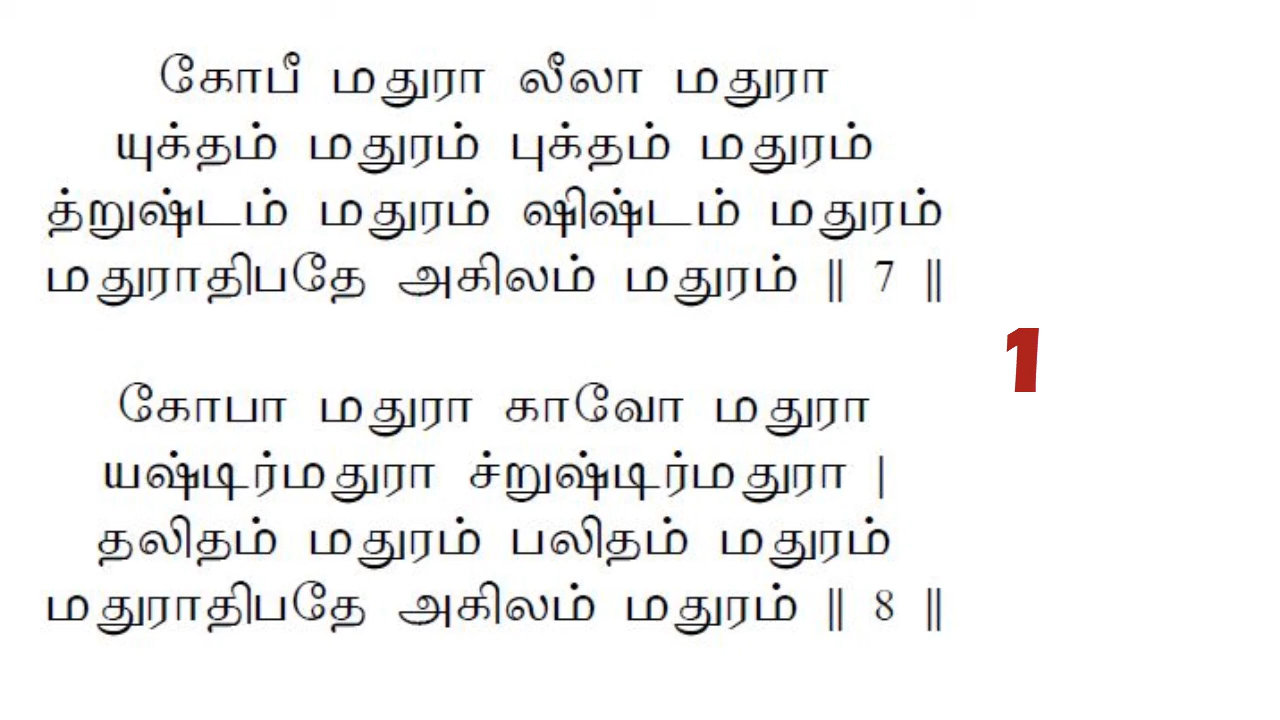 கோபீ மதுரா லீலா மதுரா
யுக்தம் மதுரம் புக்தம் மதுரம்
த்றுஷ்டம் மதுரம் ஷிஷ்டம் மதுரம்
மதுராதிபதே அகிலம் மதுரம் || 7 ||
1
கோபா மதுரா காவோ மதுரா
யஷ்டிர்மதுரா ச்றுஷ்டிர்மதுரா |
தலிதம் மதுரம் பலிதம் மதுரம்
மதுராதிபதே அகிலம் மதுரம் || 8 ||